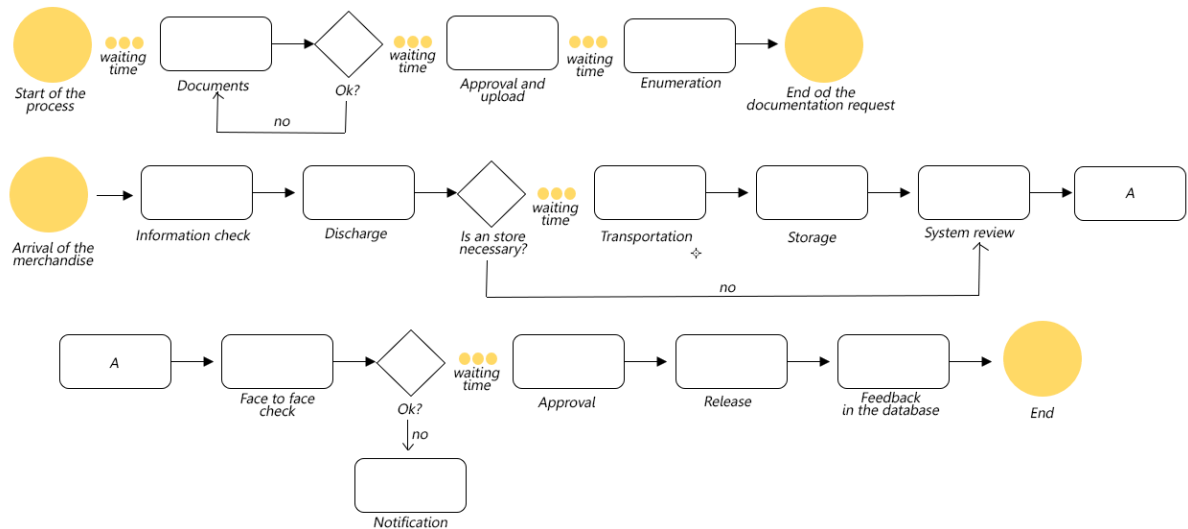 waiting
time
waiting
time
waiting
time
Start of the
process
Documents
Ok?
Approval and
upload
Enumeration
End od the
documentation request
no
A
waiting
time
Arrival of the
merchandise
Information check
Discharge
Is an store
necessary?
Transportation
Storage
System review
no
A
waiting
time
Face to face
check
Ok?
Approval
Release
Feedback
in the database
End
no
Notification